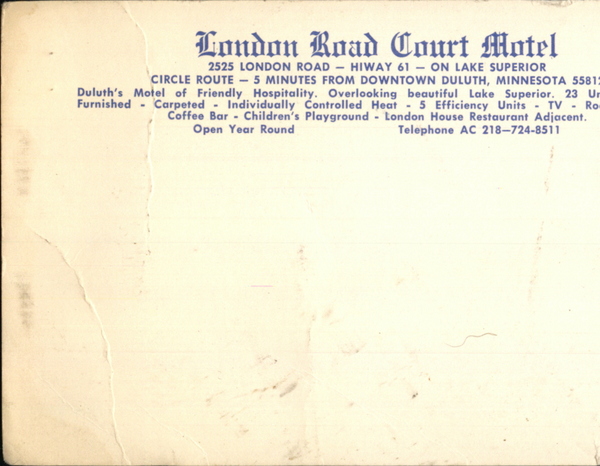 London Road Court Motel
2525 LONDON ROAD — HIWAY 61 — ON LAKE SUPERIOR
CIRCLE ROUTE — 5 MINUTES FROM DOWNTOWN DULUTH, MINNESOTA 55812
Duluth's Motel of Friendly Hospitality. Overlooking beautiful Lake Superior. 23
Furnished - Carpeted - Individually Controlled Heat - 5 Efficiency Units - TV -
Coffee Bar - Children's Playground - London House Restaurant Adjacent.
Open Year Round Telephone AC 218—724-8511